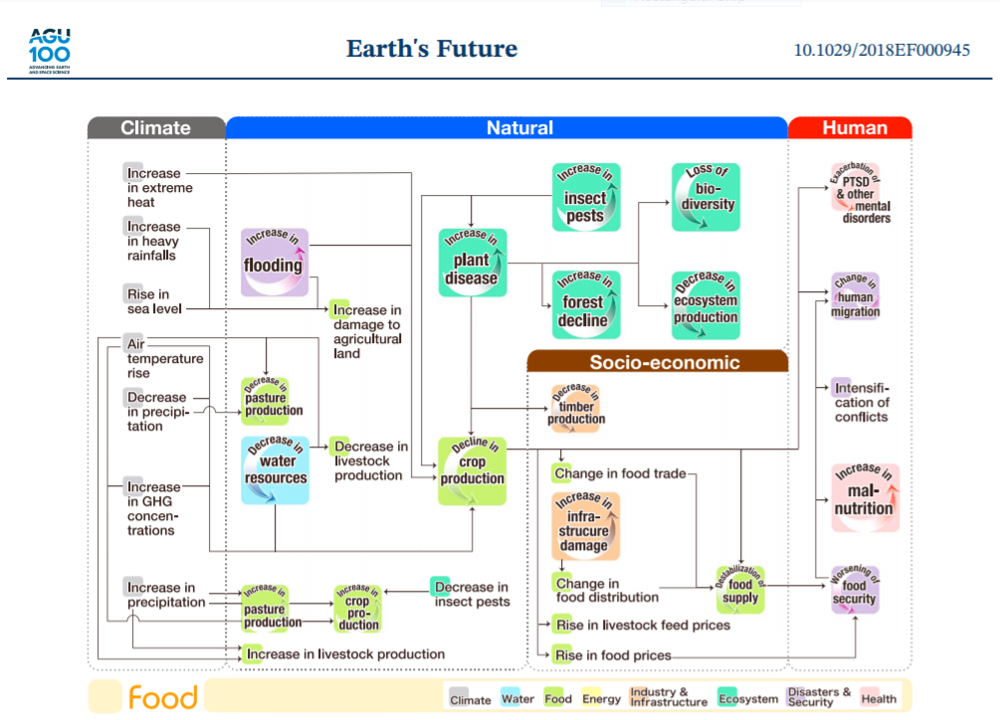 AGU
100
ADVANCING EARTH
AND SPACE SCIENCE
Earth's Future
10.1029/2018EF000945
Climate
Natural
Human
Increase
in extreme
heat
Increase
in heavy
rainfalls
Rise in
sea level
Air
temperature
rise
Decrease
in precipi-
tation
Increase
in GHG
concen-
trations
Increase in
precipitation
Increase in
flooding
Increase in
damage to
agricultural
land
Decrease in
pasture
production
Decrease in
water
resources
Decrease in
livestock
production
Increase in
pasture
production
Increase in
crop
pro-
duction
Increase in livestock production
Decrease in
insect pests
Increase in
plant
disease
Decline in
crop
production
Increase in
insect
pests
Loss of
bio-
diversity
Increase in
forest
decline
Decrease in
ecosystem
production
Socio-economic
Decrease in
timber
production
Change in food trade
Increase in
infra-
strucure
damage
Change in
food distribution
Rise in livestock feed prices
Rise in food prices
Destabilization of
food
supply
Exacerbation of
PTSD
& other
mental
disorders
Change in
human
migration
Intensifi-
cation of
conflicts
Increase in
mal-
nutrition
Worsening of
food
security
Food
Climate
Water
Food
Energy
Industry &
Infrastructure
Ecosystem
Disasters &
Security
Health